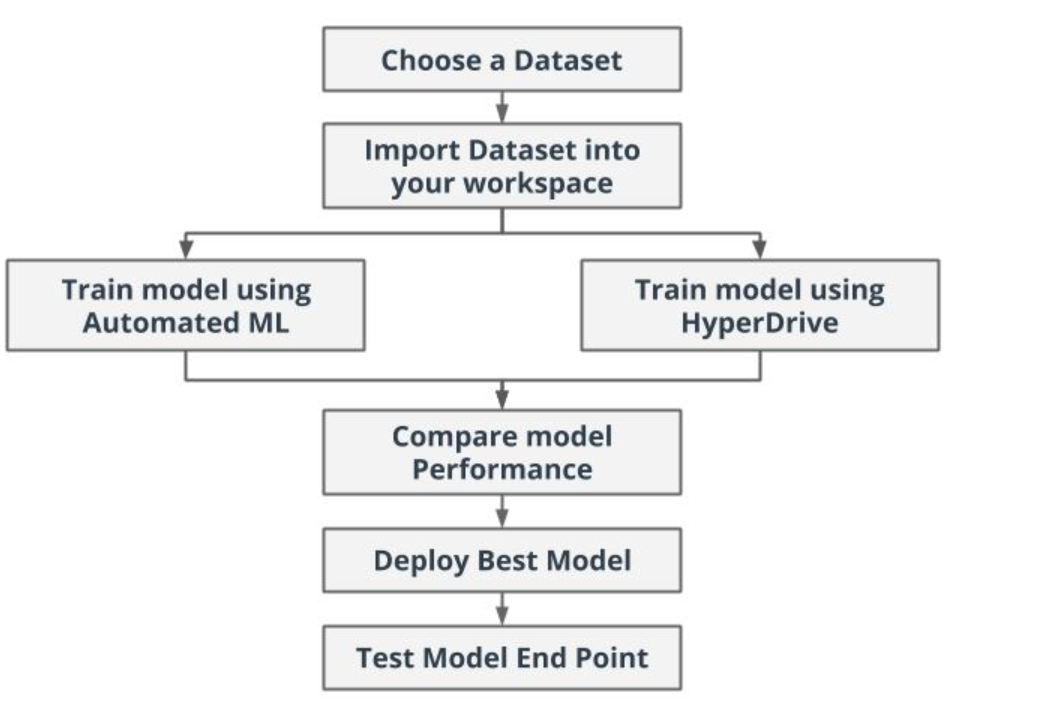 Choose a Dataset
Import Dataset into
your workspace
Train model using
Automated ML
Train model using
HyperDrive
Compare model
Performance
Deploy Best Model
Test Model End Point